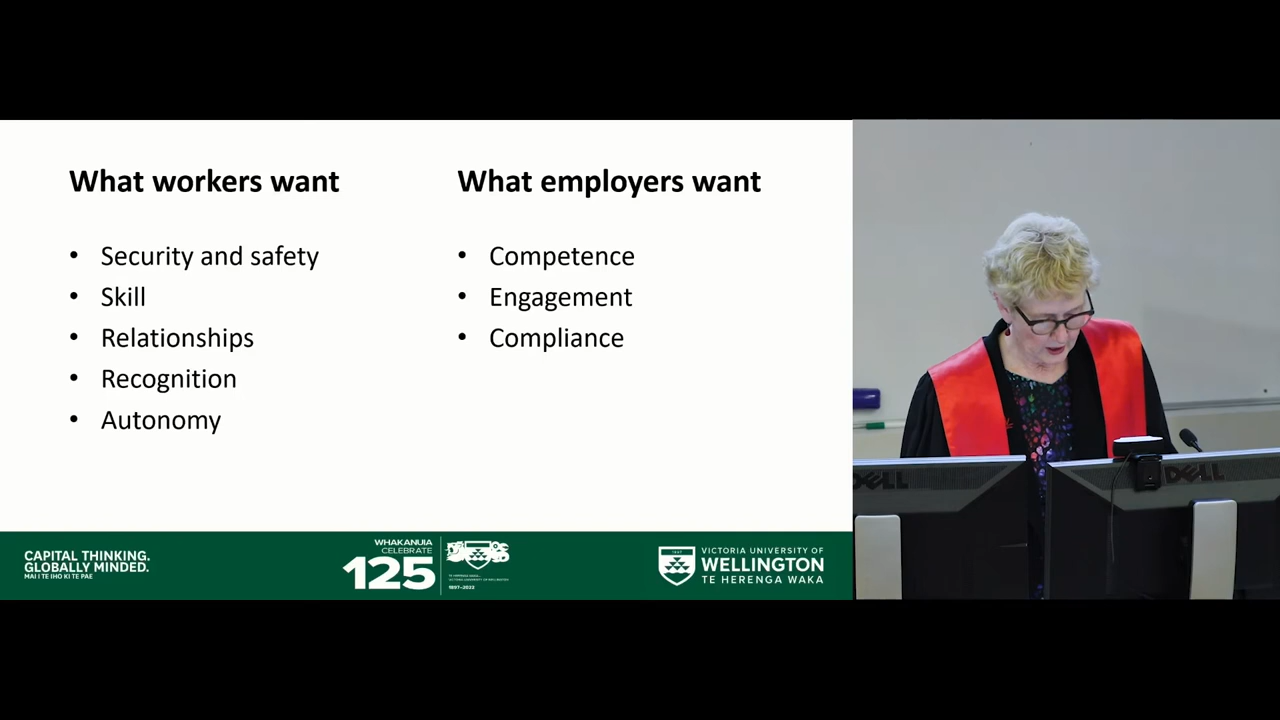 What workers want
• Security and safety
• Skill
• Relationships
• Recognition
• Autonomy
What employers want
• Competence
• Engagement
• Compliance
CAPITAL THINKING.
GLOBALLY MINDED.
MAI I TE IHO KI TE PAE
WHAKANUIA
CELEBRATE
125
1897–2022
VICTORIA UNIVERSITY OF
WELLINGTON
TE HERENGA WAKA
DELL
DELL